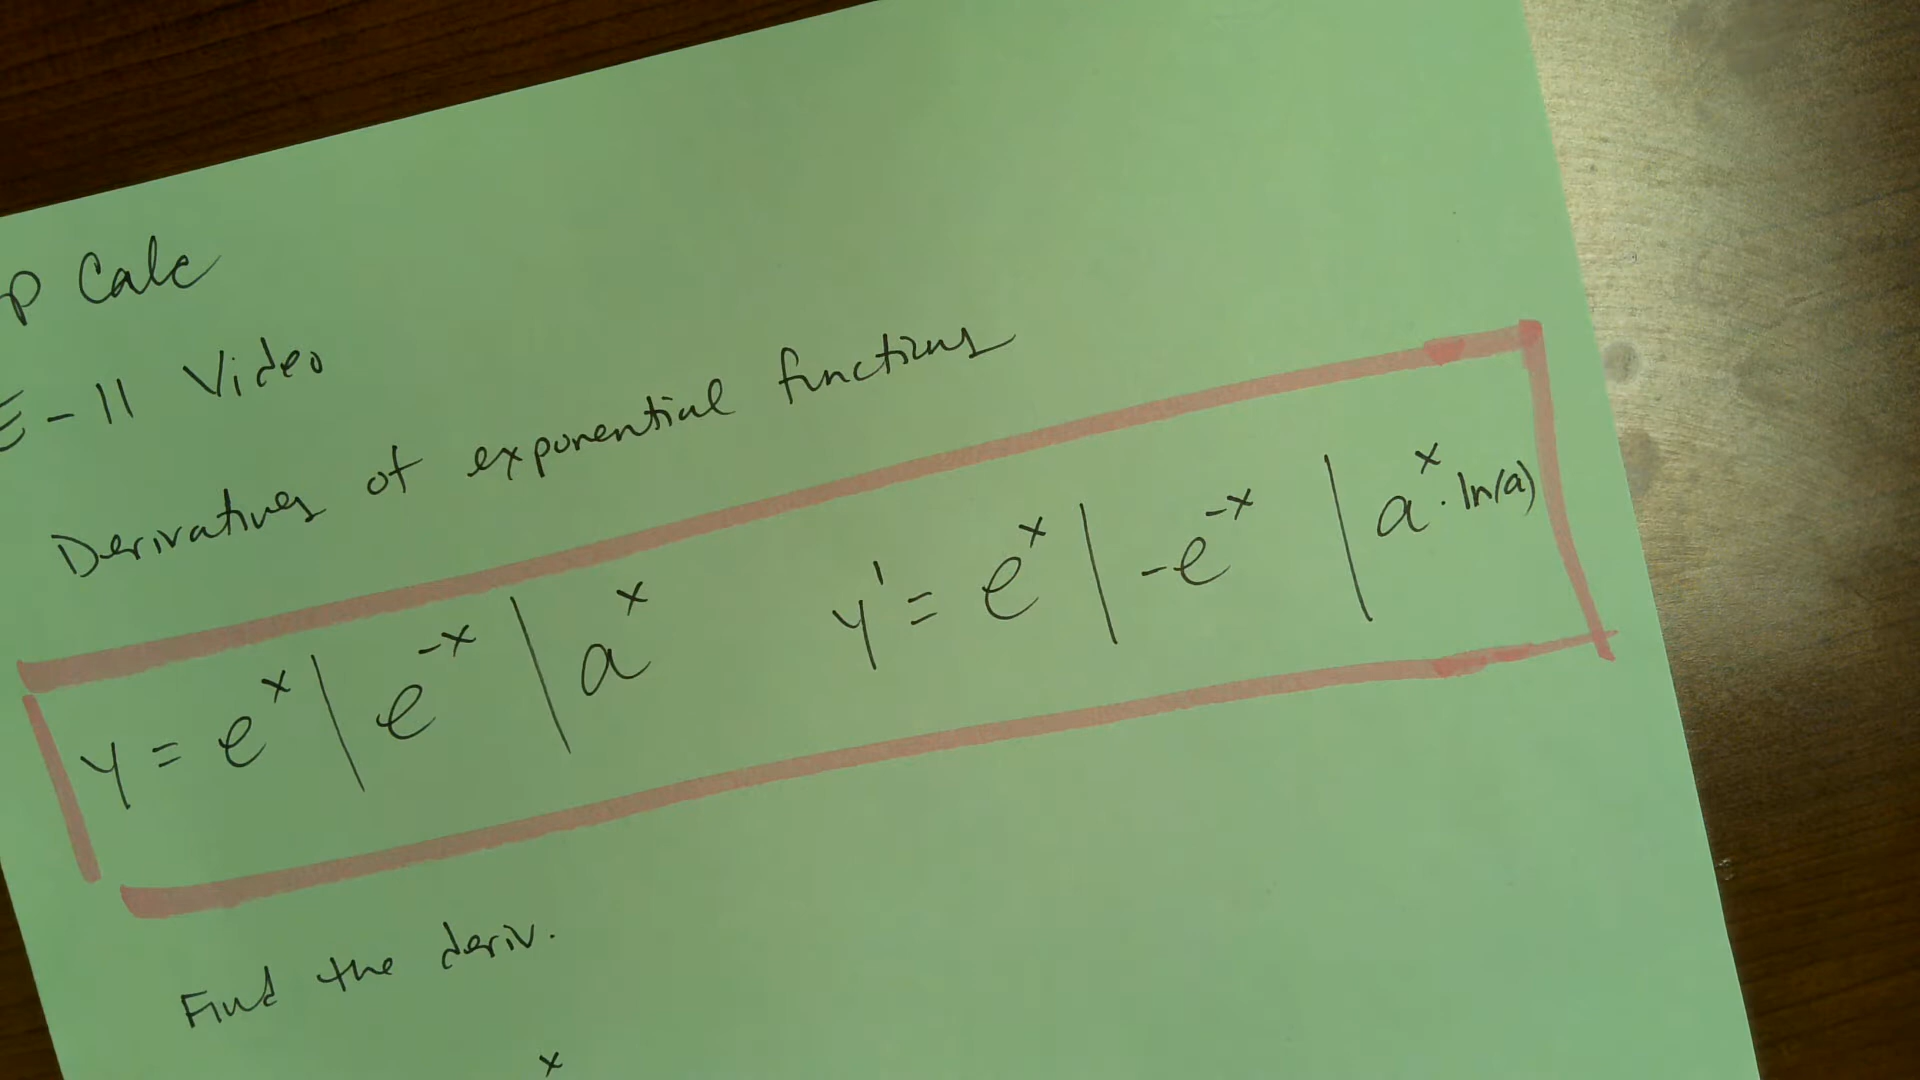 p Calc
E-11 Video
Derivatives of exponential functions
y = e^x | e^-x | a^x y' = e^x | -e^-x | a^x · ln(a)
Find the deriv.
x